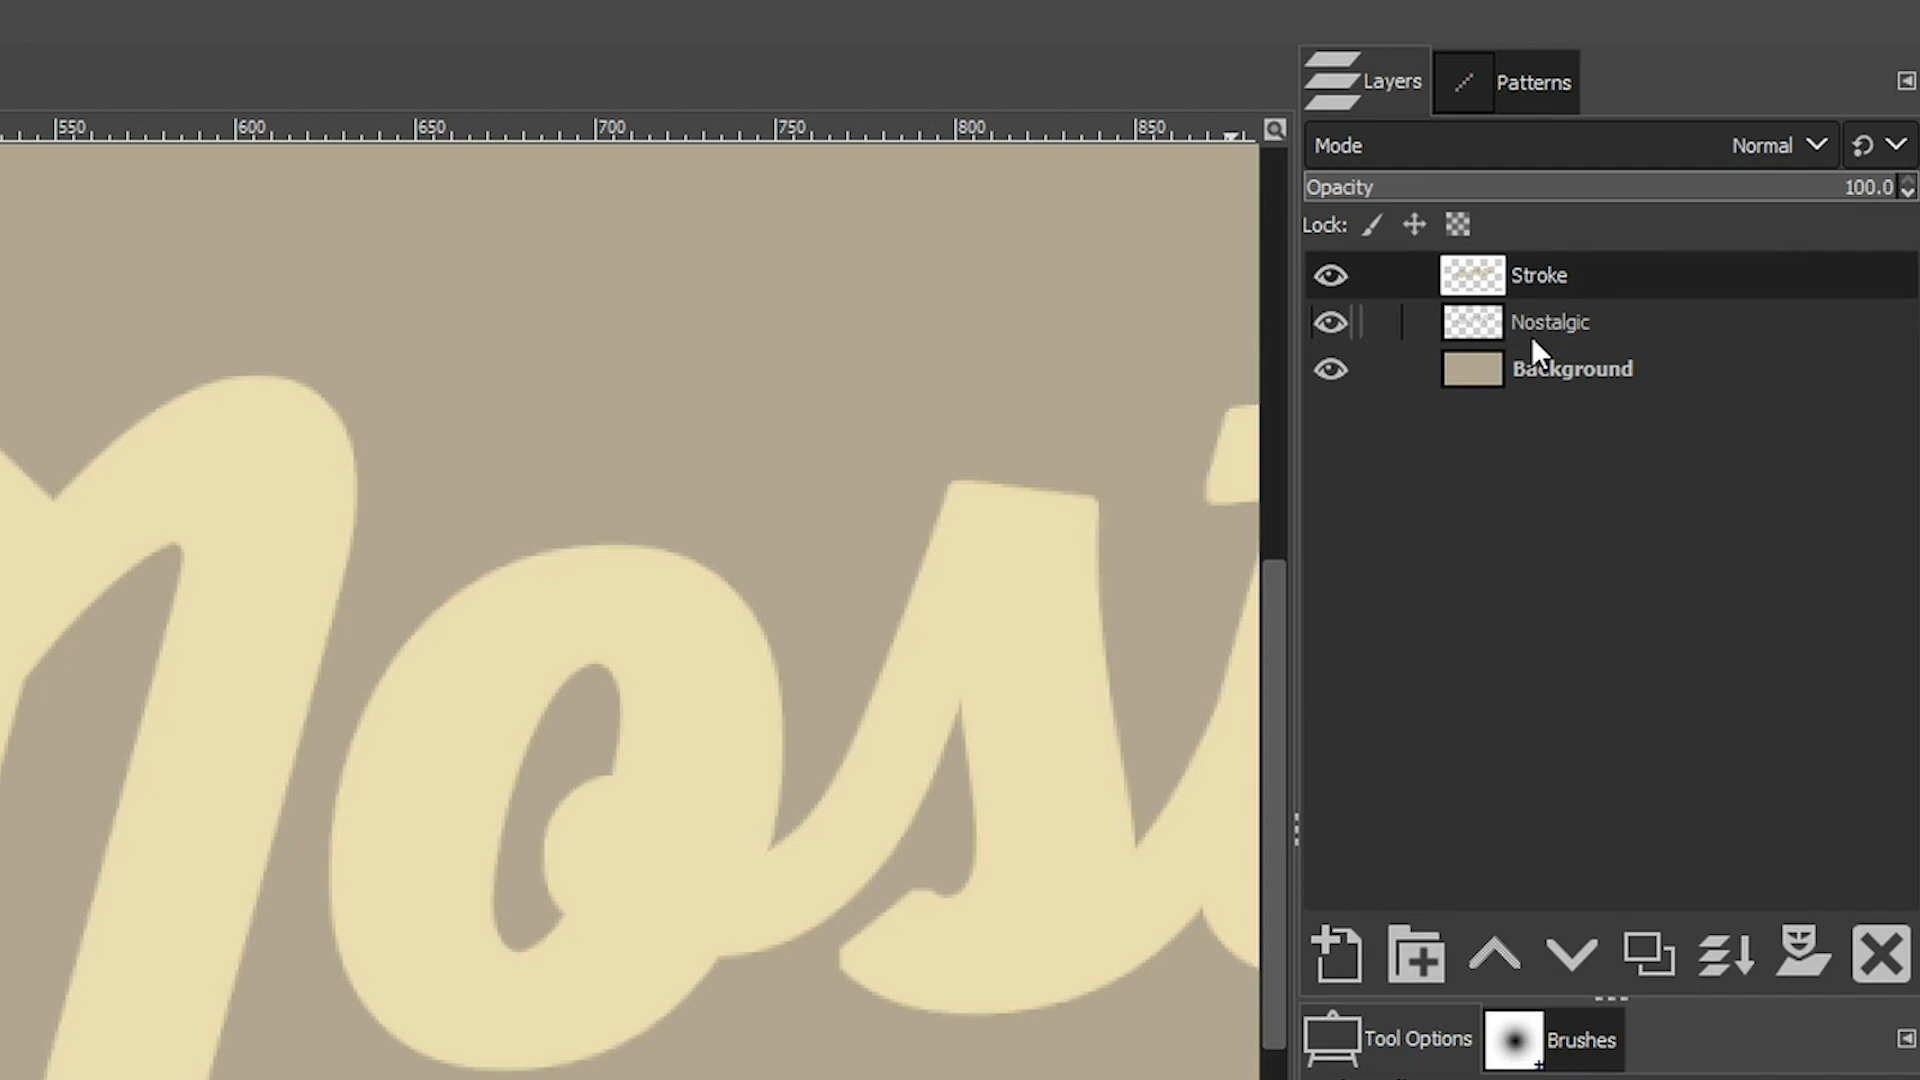 Layers Patterns
550 600 650 700 750 800 850
Mode Normal
Opacity 100.0
Lock:
Stroke
Nostalgic
Background
Nost
Tool Options Brushes